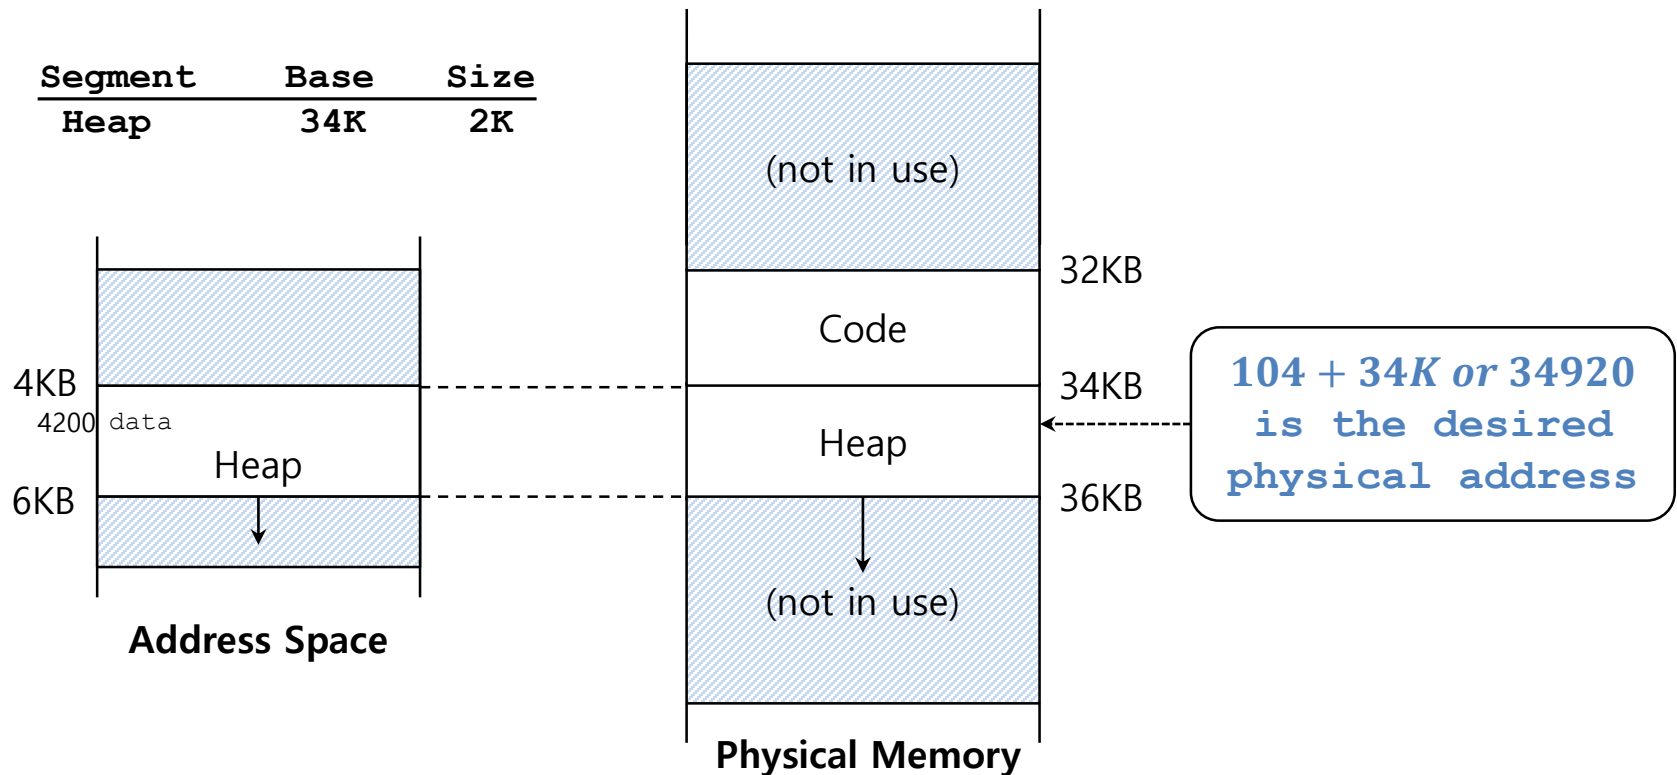 Segment Base Size
Heap 34K 2K
(not in use)
32KB
Code
4KB
34KB
4200 data
Heap
Heap
6KB
36KB
104 + 34K or 34920
is the desired
physical address
(not in use)
Address Space
Physical Memory